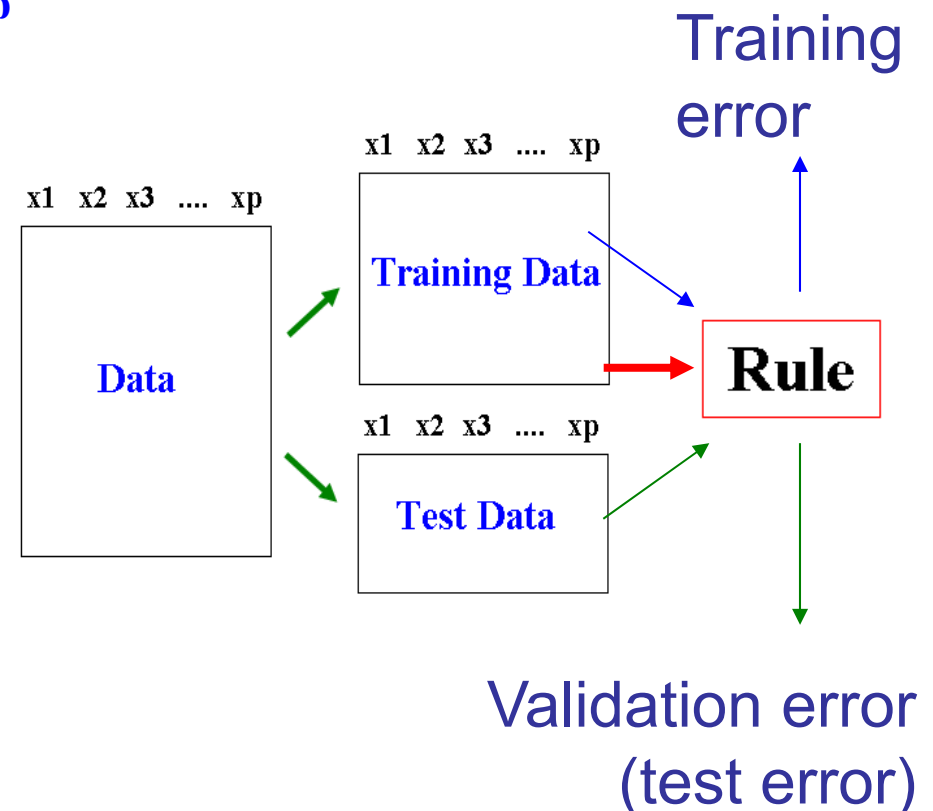 Training
error
x1 x2 x3 .... xp
x1 x2 x3 .... xp
Training Data
Data
Rule
x1 x2 x3 .... xp
Test Data
Validation error
(test error)